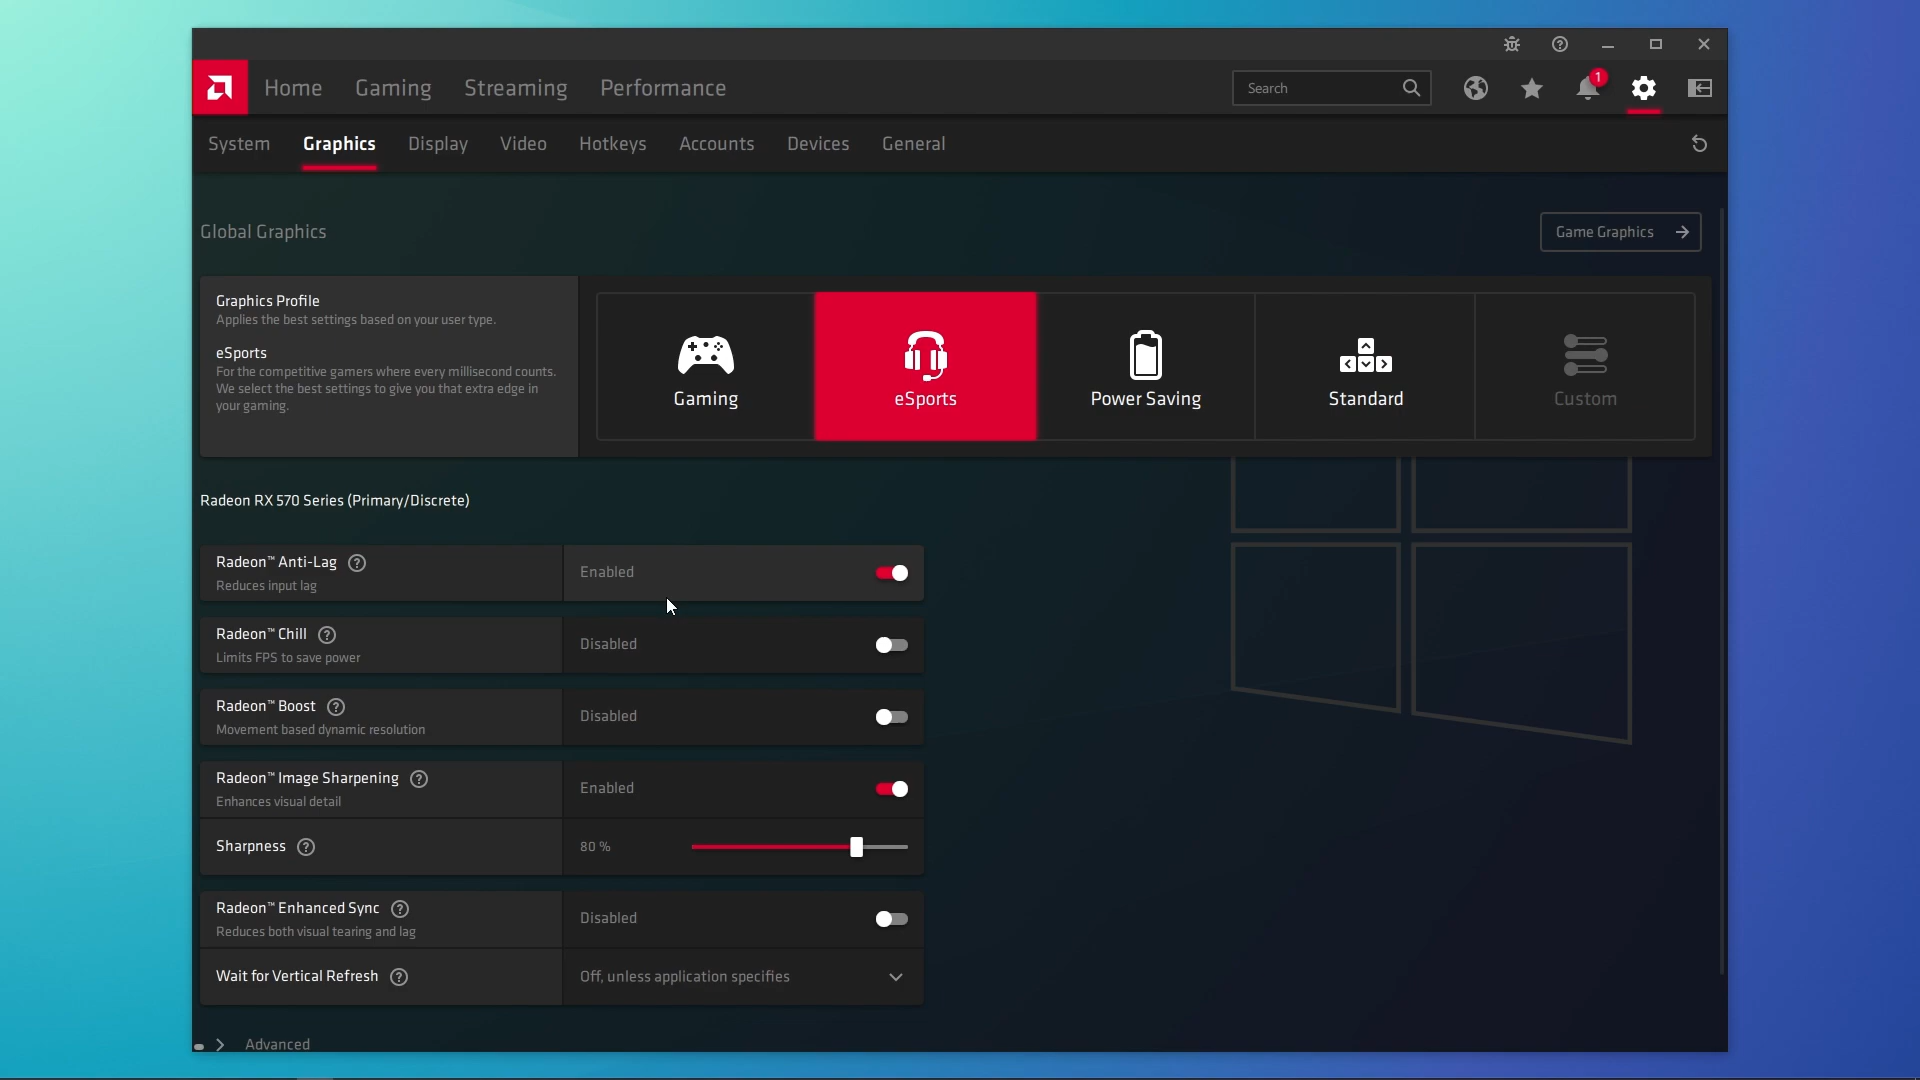 Home Gaming Streaming Performance Search 1
System Graphics Display Video Hotkeys Accounts Devices General
Global Graphics
Game Graphics
Graphics Profile
Applies the best settings based on your user type.
eSports
For the competitive gamers where every millisecond counts.
We select the best settings to give you that extra edge in
your gaming.
Gaming eSports Power Saving Standard Custom
Radeon RX 570 Series (Primary/Discrete)
Radeon™ Anti-Lag ?
Reduces input lag
Enabled
Radeon™ Chill ?
Limits FPS to save power
Disabled
Radeon™ Boost ?
Movement based dynamic resolution
Disabled
Radeon™ Image Sharpening ?
Enhances visual detail
Enabled
Sharpness ? 80 %
Radeon™ Enhanced Sync ?
Reduces both visual tearing and lag
Disabled
Wait for Vertical Refresh ? Off, unless application specifies
Advanced